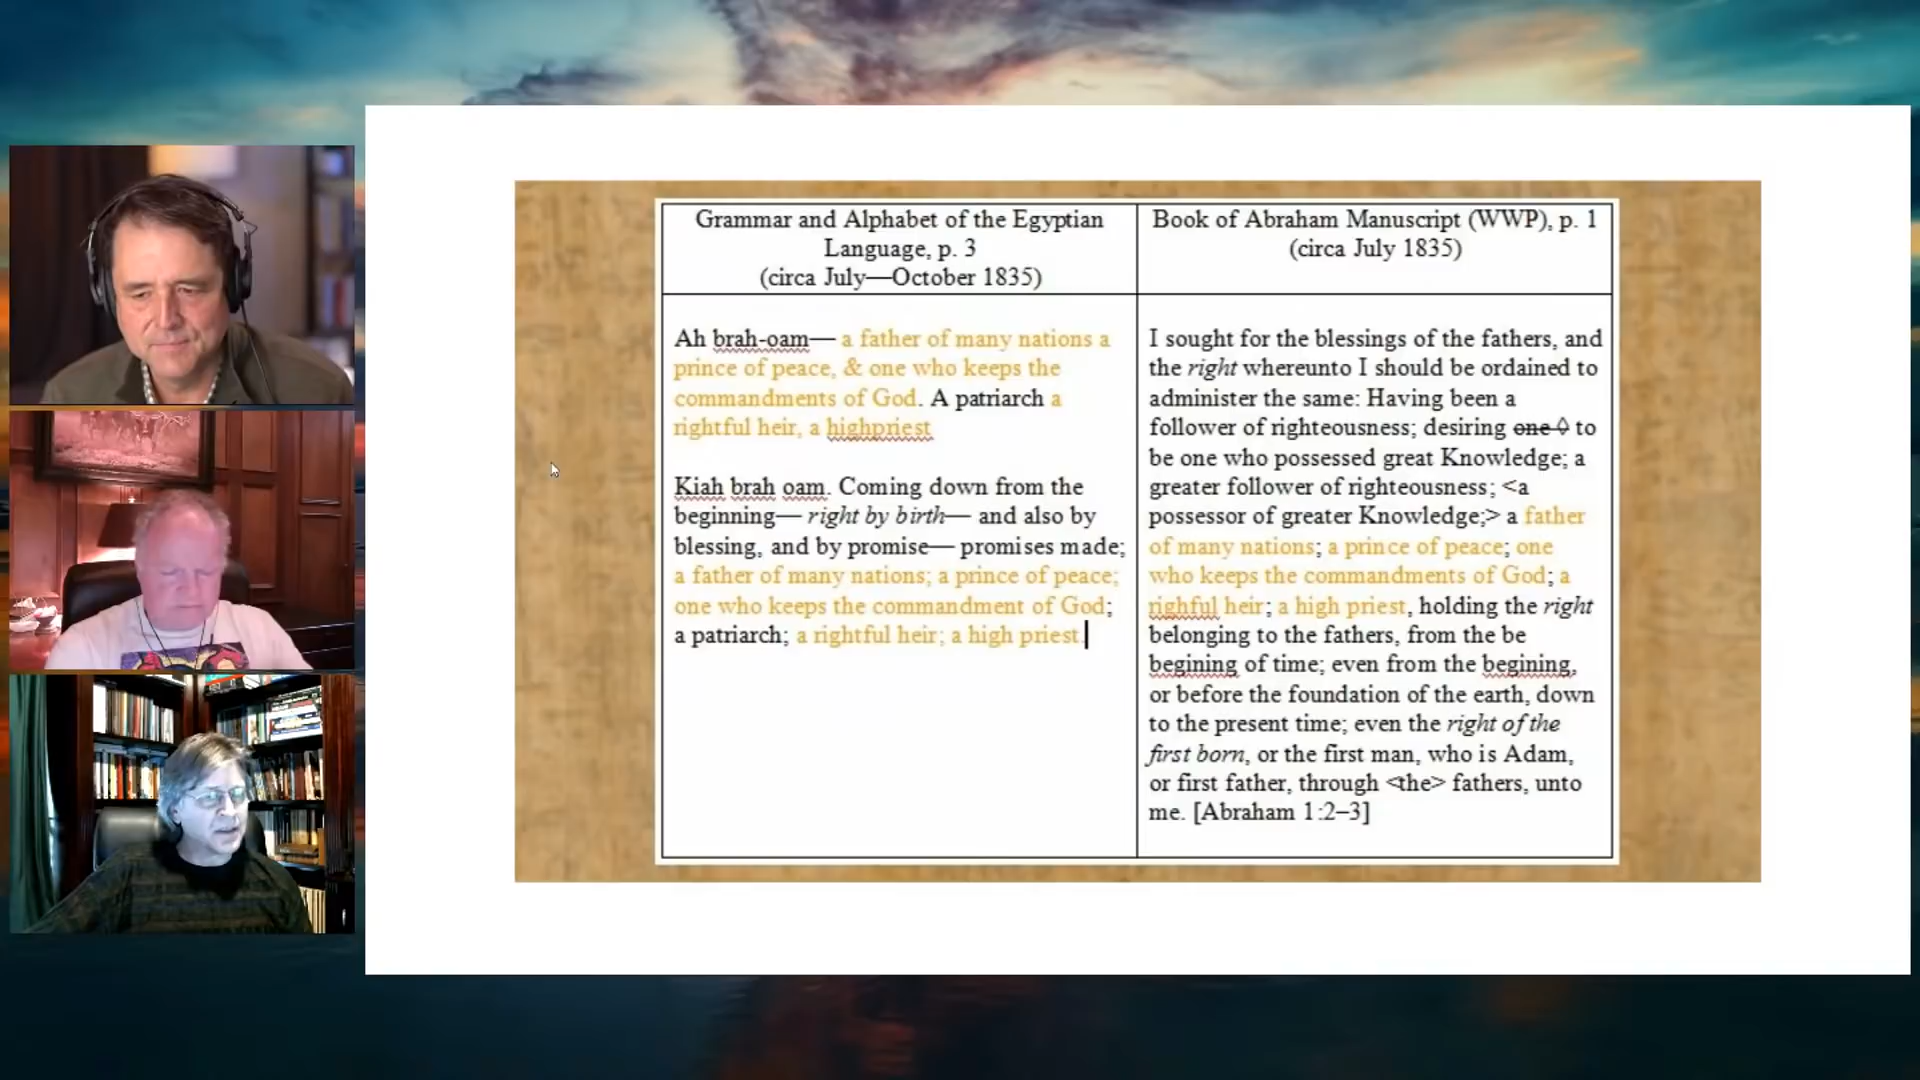 Grammar and Alphabet of the Egyptian
Language, p. 3
(circa July—October 1835)
Ah brah-oam— a father of many nations a
prince of peace, & one who keeps the
commandments of God. A patriarch a
rightful heir, a highpriest
Kiah brah oam. Coming down from the
beginning— right by birth— and also by
blessing, and by promise— promises made;
a father of many nations; a prince of peace;
one who keeps the commandment of God;
a patriarch; a rightful heir; a high priest.
Book of Abraham Manuscript (WWP), p. 1
(circa July 1835)
I sought for the blessings of the fathers, and
the right whereunto I should be ordained to
administer the same: Having been a
follower of righteousness; desiring one ◊ to
be one who possessed great Knowledge; a
greater follower of righteousness; <a
possessor of greater Knowledge;> a father
of many nations; a prince of peace; one
who keeps the commandments of God; a
righful heir; a high priest, holding the right
belonging to the fathers, from the be
begining of time; even from the begining,
or before the foundation of the earth, down
to the present time; even the right of the
first born, or the first man, who is Adam,
or first father, through <the> fathers, unto
me. [Abraham 1:2–3]